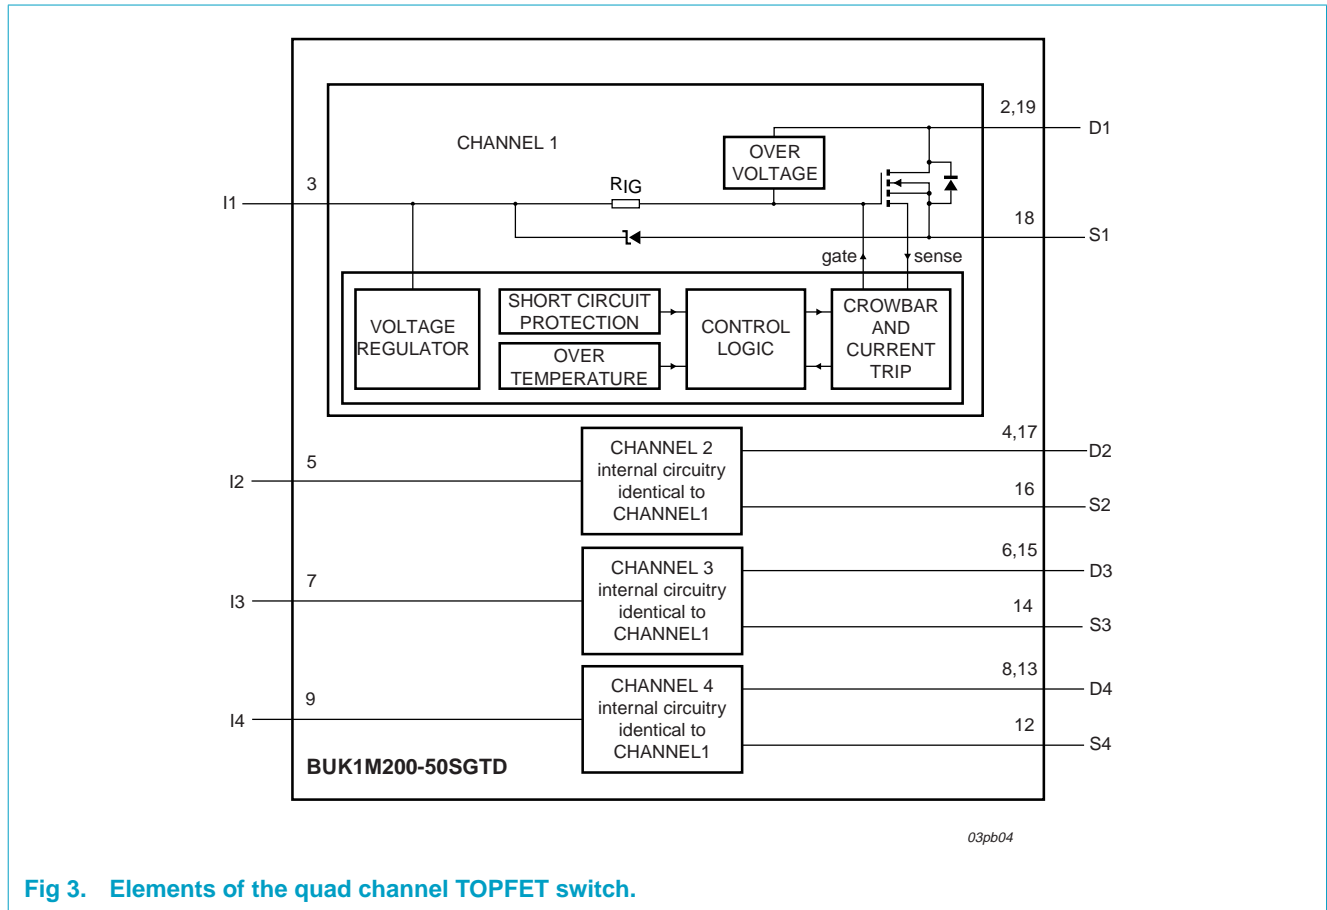 2,19
D1
CHANNEL 1
OVER
VOLTAGE
3
RIG
I1
18
S1
gate
sense
VOLTAGE
REGULATOR
SHORT CIRCUIT
PROTECTION
OVER
TEMPERATURE
CONTROL
LOGIC
CROWBAR
AND
CURRENT
TRIP
4,17
D2
5
I2
CHANNEL 2
internal circuitry
identical to
CHANNEL1
16
S2
6,15
D3
7
I3
CHANNEL 3
internal circuitry
identical to
CHANNEL1
14
S3
8,13
D4
9
I4
CHANNEL 4
internal circuitry
identical to
CHANNEL1
12
S4
BUK1M200-50SGTD
03pb04
Fig 3. Elements of the quad channel TOPFET switch.